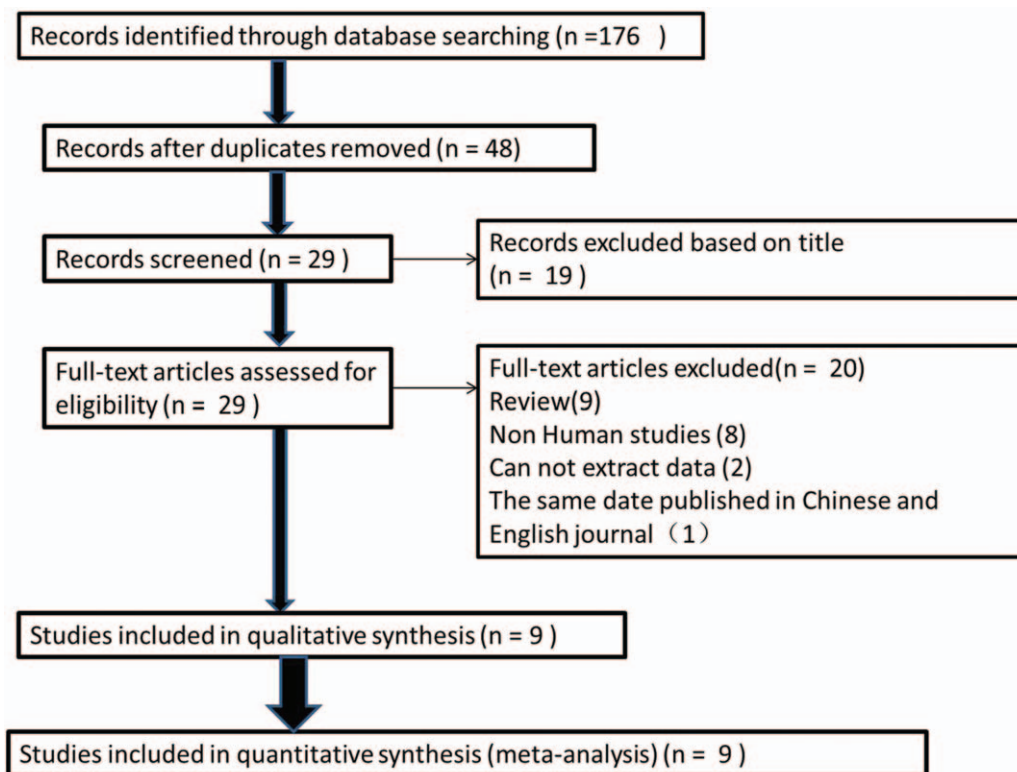 Records identified through database searching (n =176 )
Records after duplicates removed (n = 48)
Records screened (n = 29 )
Records excluded based on title
(n = 19 )
Full-text articles assessed for
eligibility (n = 29 )
Full-text articles excluded(n = 20)
Review(9)
Non Human studies (8)
Can not extract data (2)
The same date published in Chinese and
English journal（1）
Studies included in qualitative synthesis (n = 9 )
Studies included in quantitative synthesis (meta-analysis) (n = 9 )